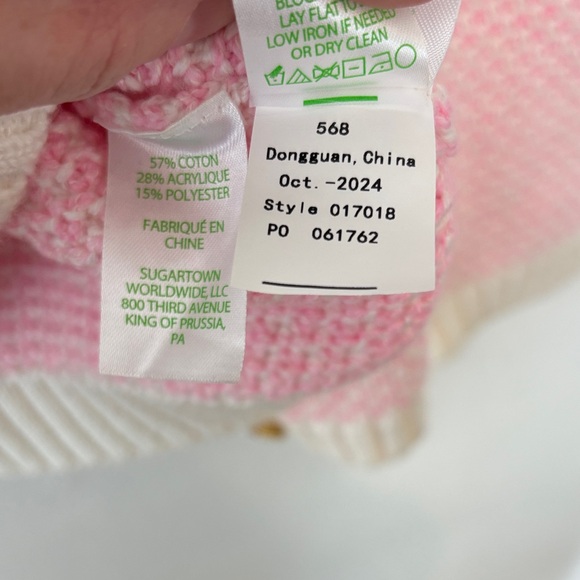 LAY FLAT TO
LOW IRON IF NEEDED
OR DRY CLEAN
568
Dongguan, China
Oct.-2024
Style 017018
PO 061762
57% COTON
28% ACRYLIQUE
15% POLYESTER
FABRIQUÉ EN
CHINE
SUGARTOWN
WORLDWIDE, LLC
800 THIRD AVENUE
KING OF PRUSSIA,
PA